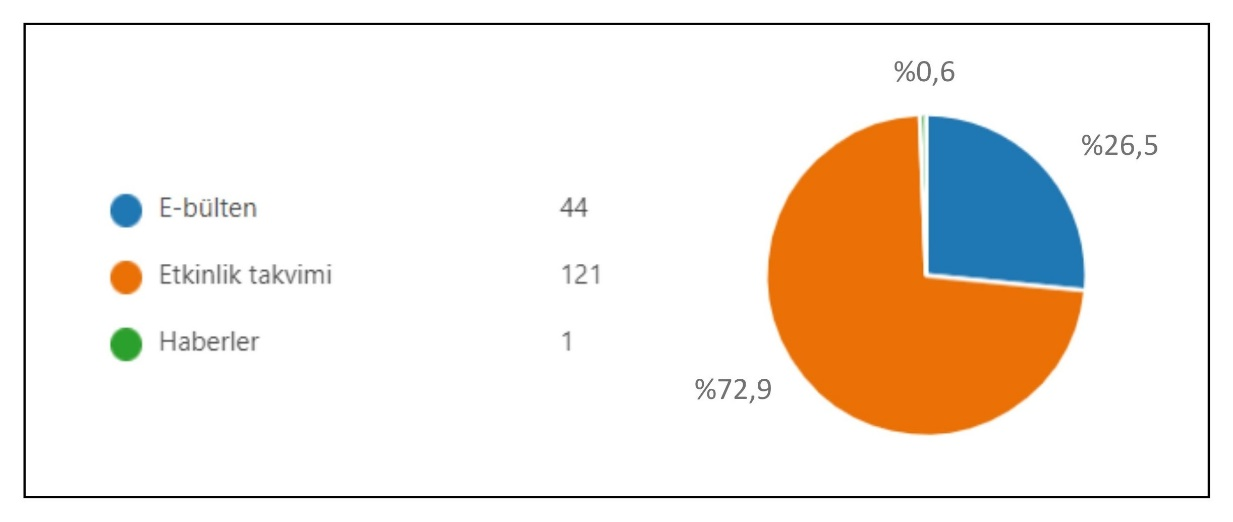 %0,6
%26,5
E-bülten 44
Etkinlik takvimi 121
Haberler 1
%72,9